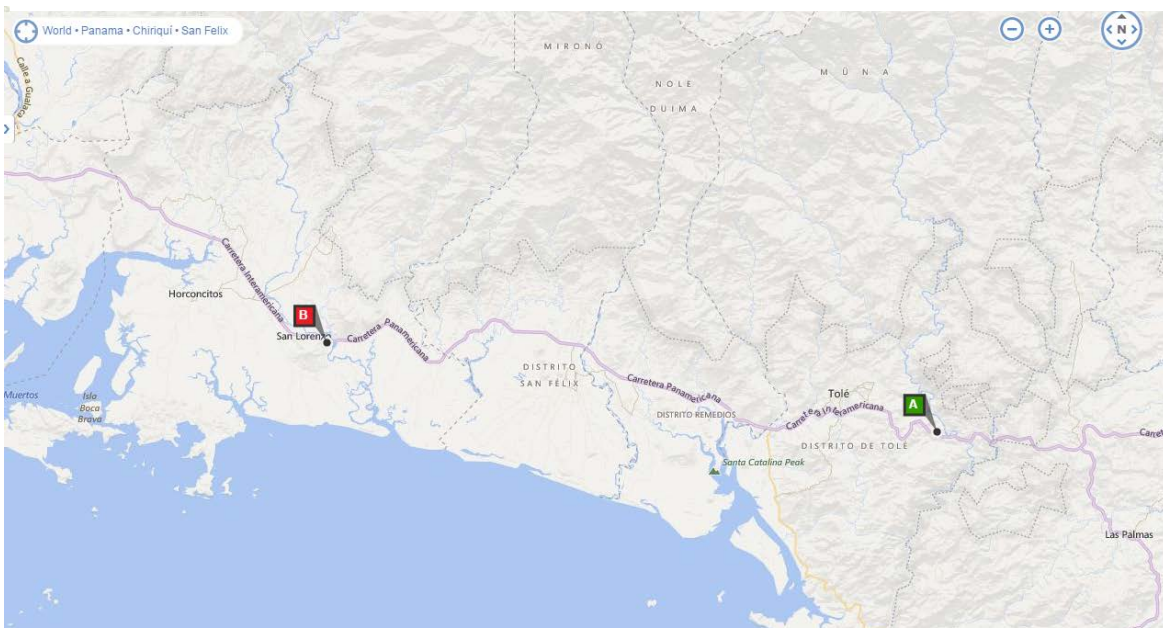 World • Panama • Chiriquí • San Felix
N
MIRONÓ
Calle a Gualaca
NOLE
DUIMA
MÜNA
Carretera Interamericana
Horconcitos
B
San Lorenzo
Carretera Panamericana
DISTRITO
SAN FÉLIX
Carretera Panamericana
Muertos
Isla
Boca
Brava
Tolé
A
DISTRITO REMEDIOS
Carretera Interamericana
DISTRITO DE TOLÉ
Carret
Santa Catalina Peak
Las Palmas